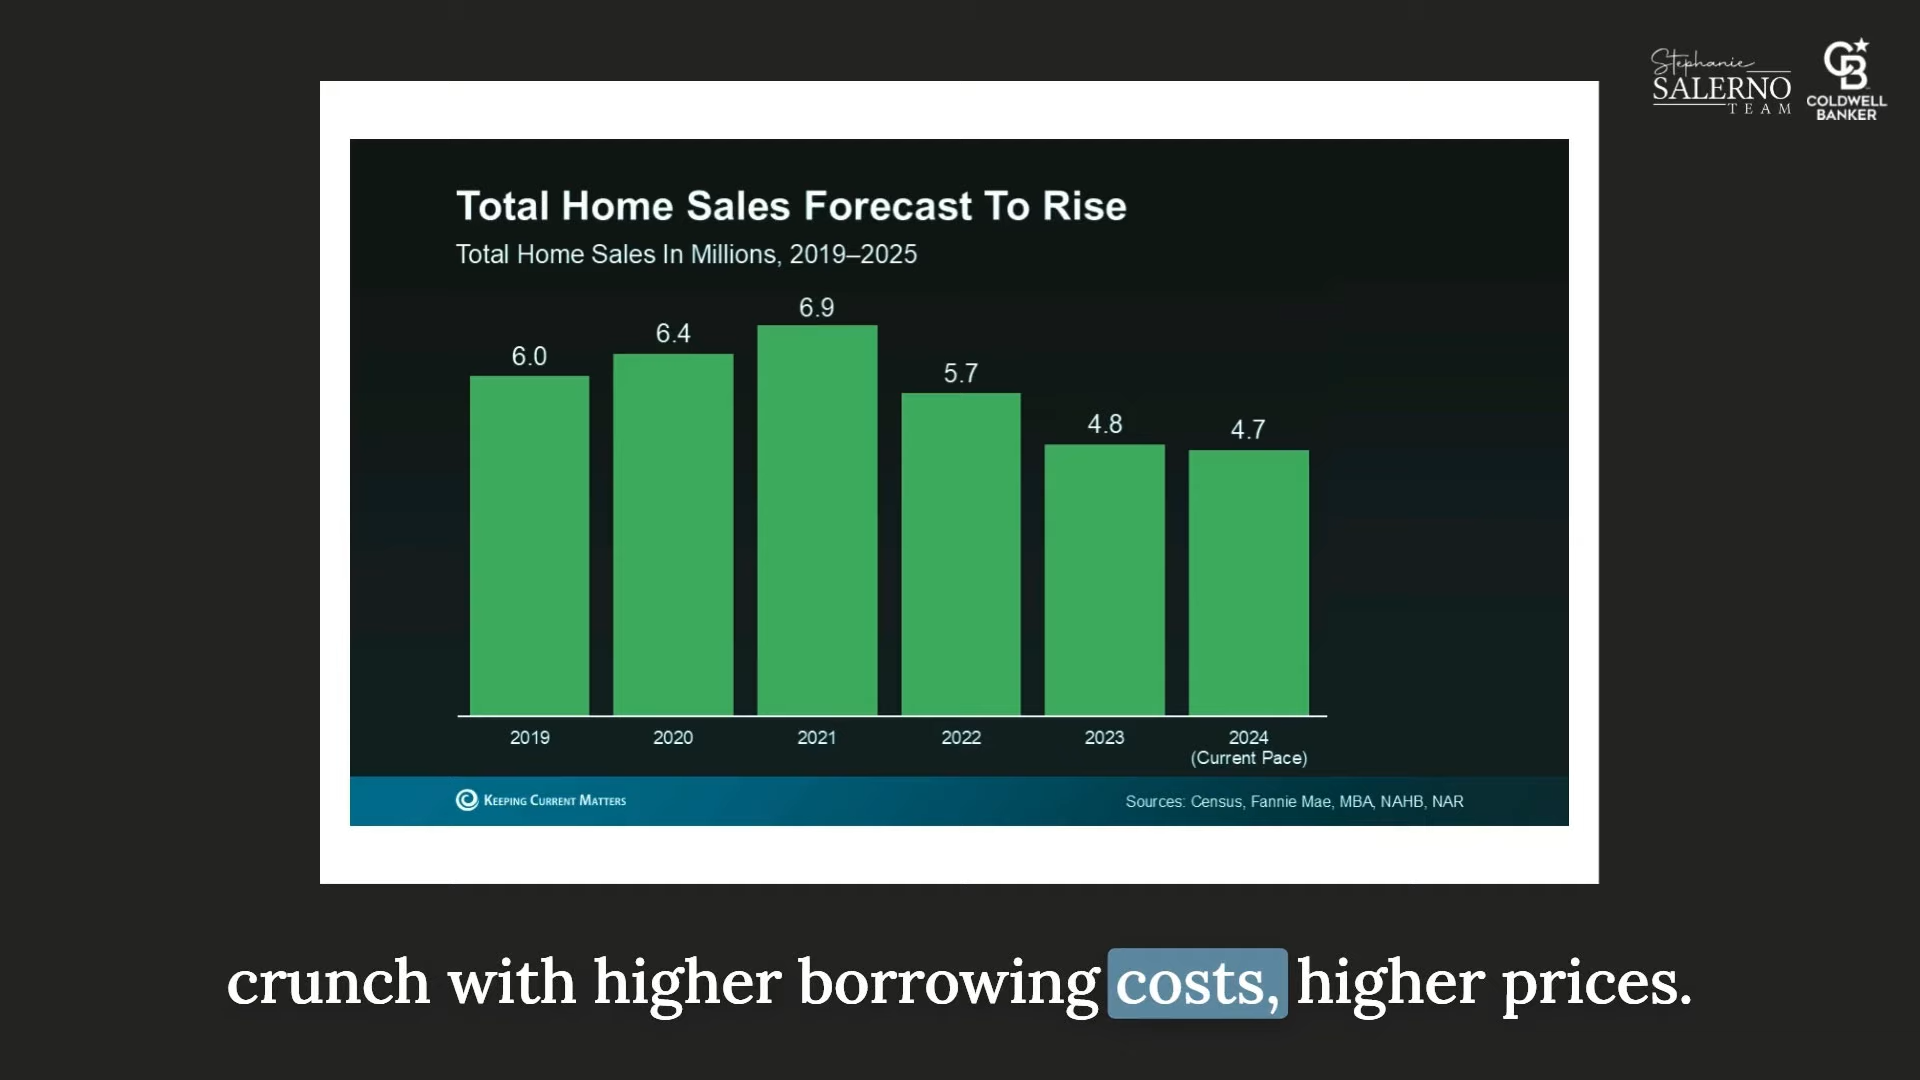 Stephanie
SALERNO
TEAM
CB
COLDWELL
BANKER
Total Home Sales Forecast To Rise
Total Home Sales In Millions, 2019–2025
6.0
6.4
6.9
5.7
4.8
4.7
2019
2020
2021
2022
2023
2024
(Current Pace)
KEEPING CURRENT MATTERS
Sources: Census, Fannie Mae, MBA, NAHB, NAR
crunch with higher borrowing costs, higher prices.